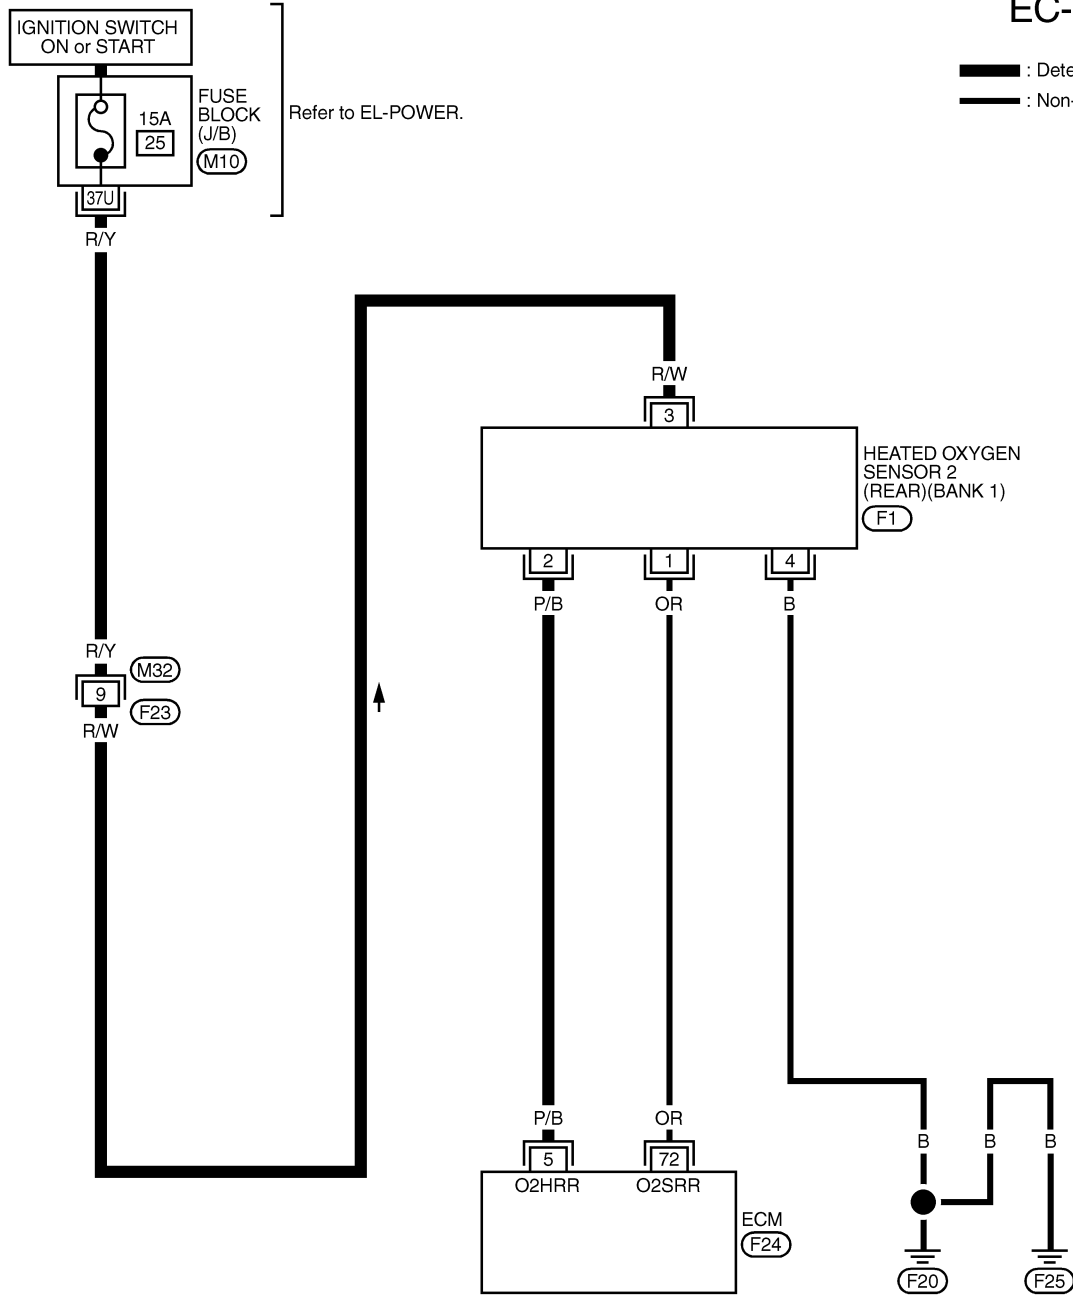 EC-
IGNITION SWITCH
ON or START
: Dete
: Non-
FUSE
BLOCK
(J/B)
M10
15A
25
Refer to EL-POWER.
37U
R/Y
R/W
3
HEATED OXYGEN
SENSOR 2
(REAR)(BANK 1)
F1
2
1
4
P/B
OR
B
R/Y
M32
9
F23
R/W
P/B
OR
B
B
B
5
72
O2HRR
O2SRR
ECM
F24
F20
F25